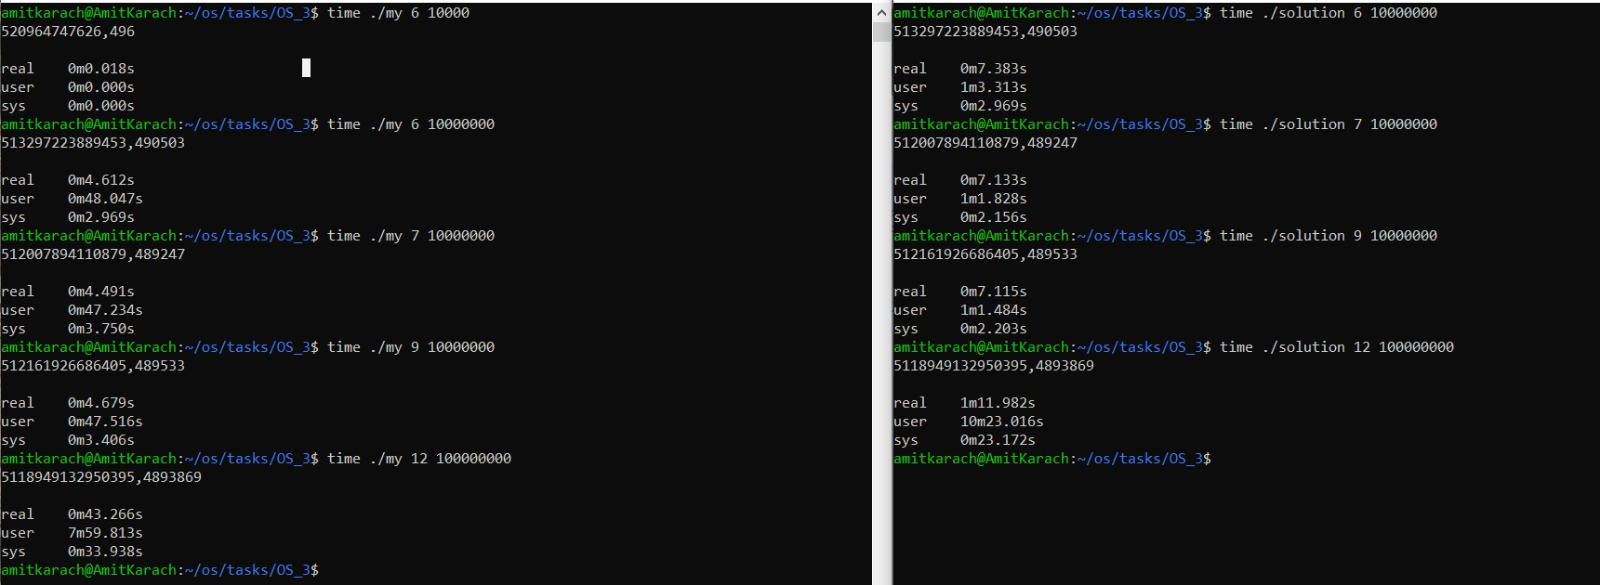 amitkarach@AmitKarach:~/os/tasks/OS_3$ time ./my 6 10000
520964747626,496
real    0m0.018s
user    0m0.000s
sys     0m0.000s
amitkarach@AmitKarach:~/os/tasks/OS_3$ time ./my 6 10000000
513297223889453,490503
real    0m4.612s
user    0m48.047s
sys     0m2.969s
amitkarach@AmitKarach:~/os/tasks/OS_3$ time ./my 7 10000000
512007894110879,489247
real    0m4.491s
user    0m47.234s
sys     0m3.750s
amitkarach@AmitKarach:~/os/tasks/OS_3$ time ./my 9 10000000
512161926686405,489533
real    0m4.679s
user    0m47.516s
sys     0m3.406s
amitkarach@AmitKarach:~/os/tasks/OS_3$ time ./my 12 100000000
5118949132950395,4893869
real    0m43.266s
user    7m59.813s
sys     0m33.938s
amitkarach@AmitKarach:~/os/tasks/OS_3$
amitkarach@AmitKarach:~/os/tasks/OS_3$ time ./solution 6 10000000
513297223889453,490503
real    0m7.383s
user    1m3.313s
sys     0m2.969s
amitkarach@AmitKarach:~/os/tasks/OS_3$ time ./solution 7 10000000
512007894110879,489247
real    0m7.133s
user    1m1.828s
sys     0m2.156s
amitkarach@AmitKarach:~/os/tasks/OS_3$ time ./solution 9 10000000
512161926686405,489533
real    0m7.115s
user    1m1.484s
sys     0m2.203s
amitkarach@AmitKarach:~/os/tasks/OS_3$ time ./solution 12 100000000
5118949132950395,4893869
real    1m11.982s
user    10m23.016s
sys     0m23.172s
amitkarach@AmitKarach:~/os/tasks/OS_3$